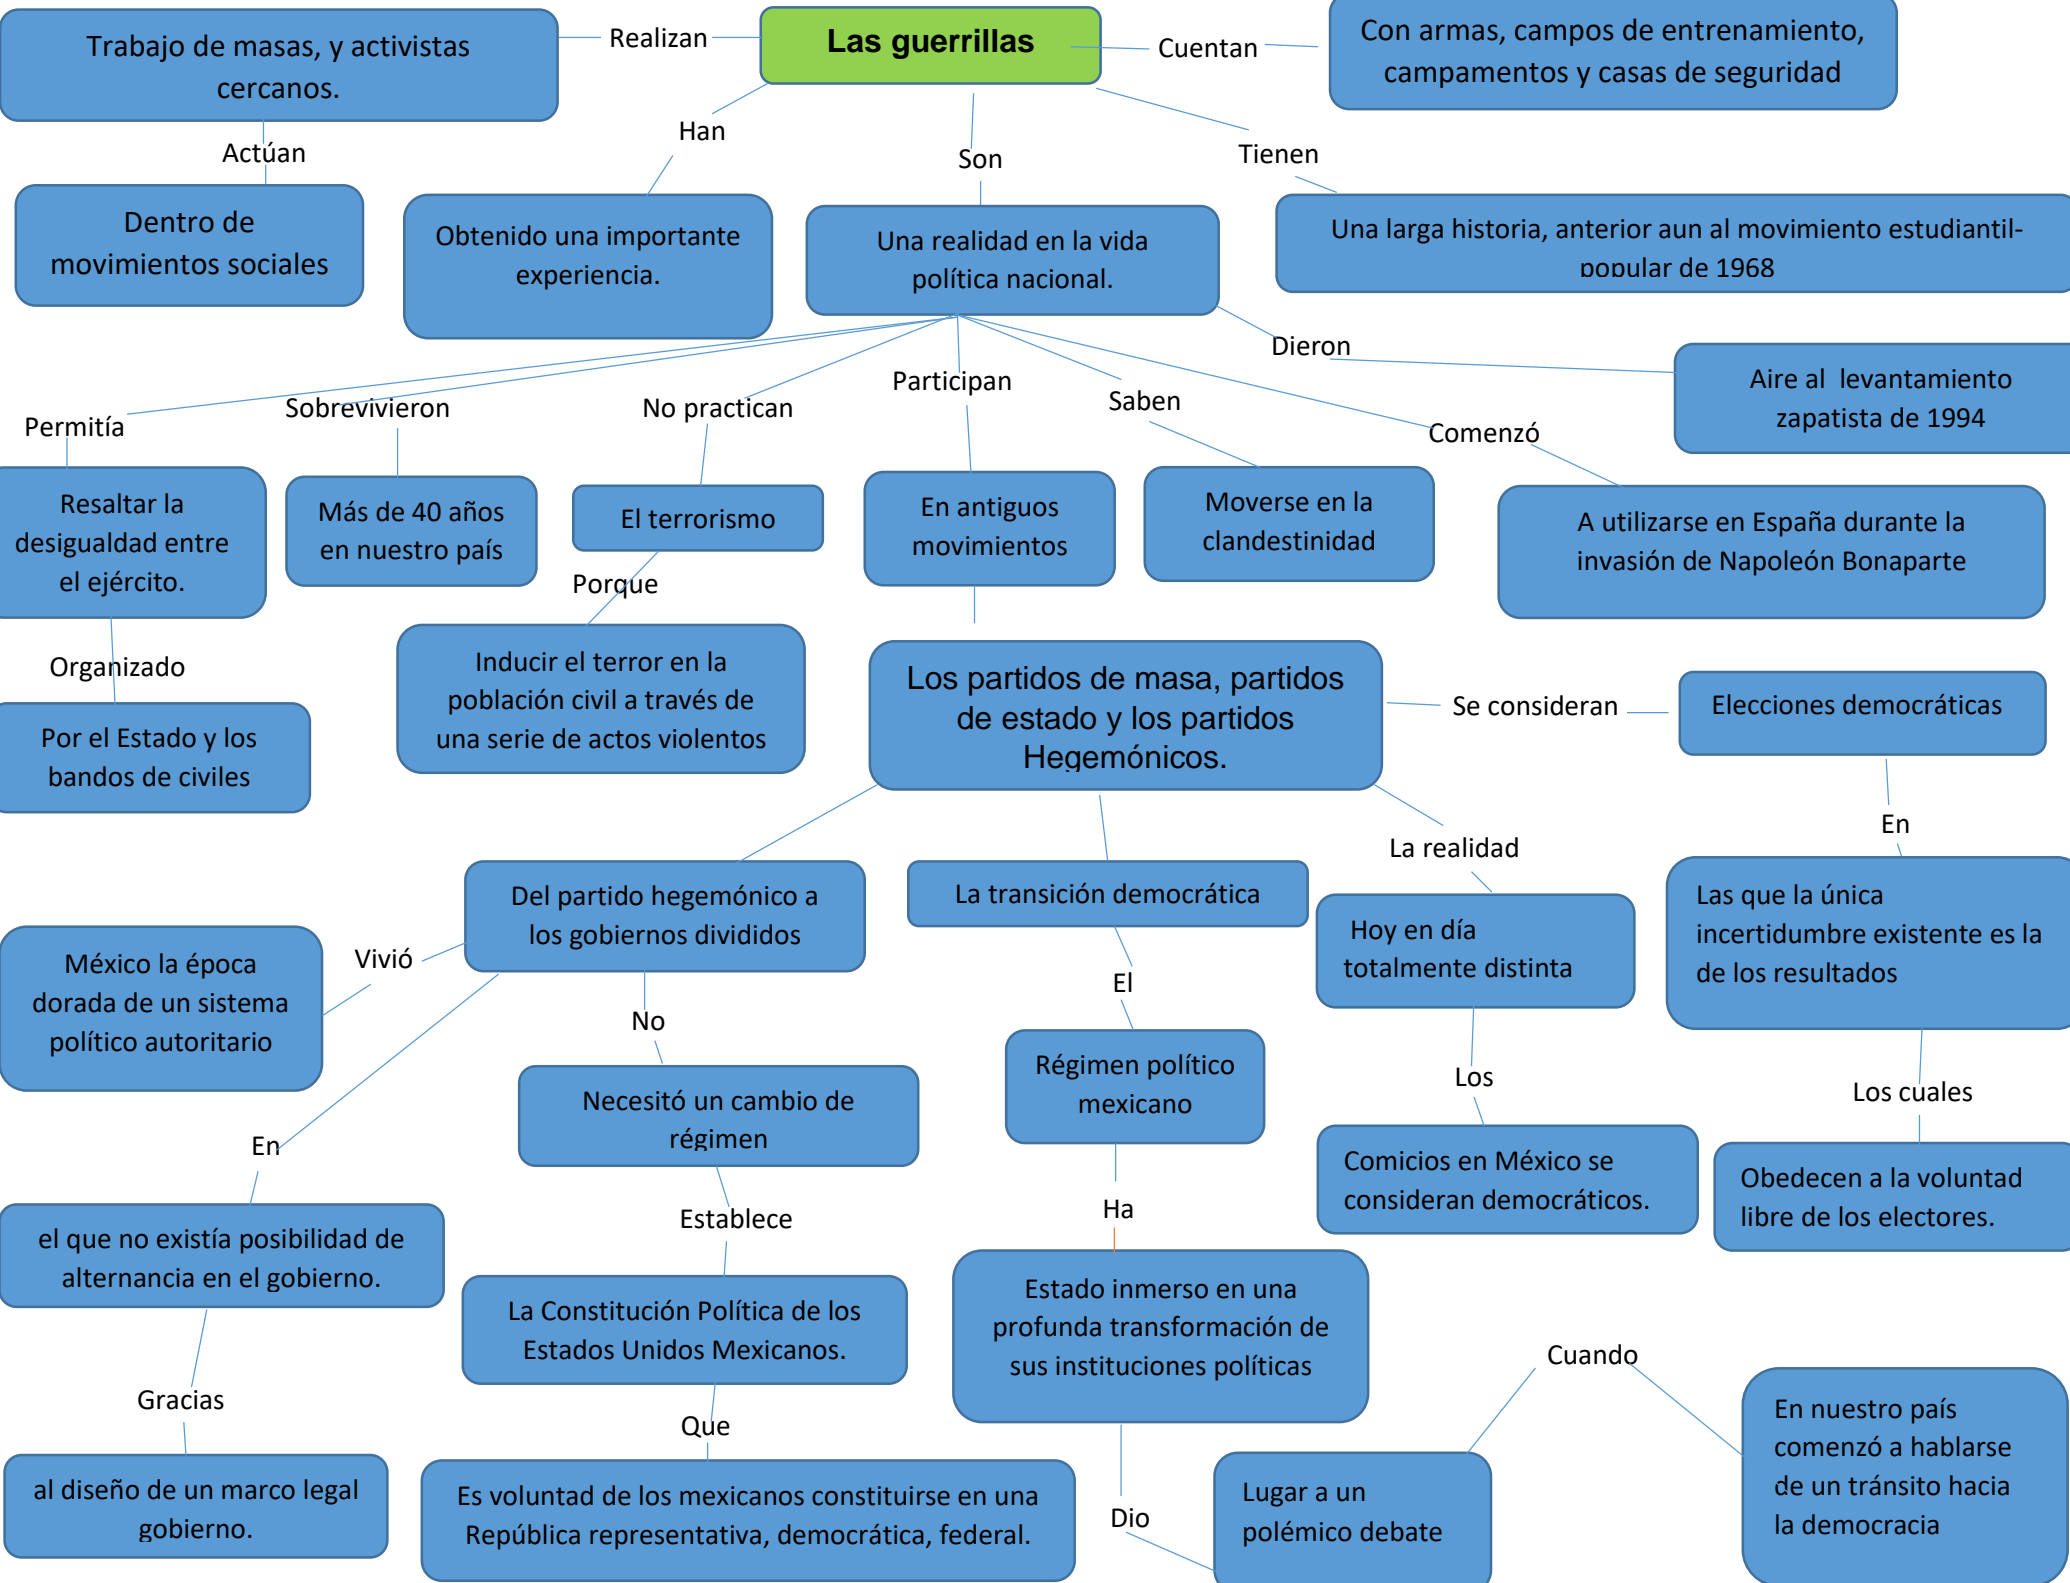 Las guerrillas
Realizan
Trabajo de masas, y activistas
cercanos.
Cuentan
Con armas, campos de entrenamiento,
campamentos y casas de seguridad
Actúan
Dentro de
movimientos sociales
Han
Obtenido una importante
experiencia.
Son
Una realidad en la vida
política nacional.
Tienen
Una larga historia, anterior aun al movimiento estudiantil-
popular de 1968
Dieron
Aire al  levantamiento
zapatista de 1994
Permitía
Resaltar la
desigualdad entre
el ejército.
Organizado
Por el Estado y los
bandos de civiles
Sobrevivieron
Más de 40 años
en nuestro país
No practican
El terrorismo
Porque
Inducir el terror en la
población civil a través de
una serie de actos violentos
Participan
En antiguos
movimientos
Saben
Moverse en la
clandestinidad
Comenzó
A utilizarse en España durante la
invasión de Napoleón Bonaparte
Los partidos de masa, partidos
de estado y los partidos
Hegemónicos.
Se consideran
Elecciones democráticas
En
Las que la única
incertidumbre existente es la
de los resultados
Los cuales
Obedecen a la voluntad
libre de los electores.
La realidad
Hoy en día
totalmente distinta
Los
Comicios en México se
consideran democráticos.
La transición democrática
El
Régimen político
mexicano
Ha
Estado inmerso en una
profunda transformación de
sus instituciones políticas
Dio
Lugar a un
polémico debate
Cuando
En nuestro país
comenzó a hablarse
de un tránsito hacia
la democracia
Del partido hegemónico a
los gobiernos divididos
Vivió
México la época
dorada de un sistema
político autoritario
En
el que no existía posibilidad de
alternancia en el gobierno.
Gracias
al diseño de un marco legal
gobierno.
No
Necesitó un cambio de
régimen
Establece
La Constitución Política de los
Estados Unidos Mexicanos.
Que
Es voluntad de los mexicanos constituirse en una
República representativa, democrática, federal.